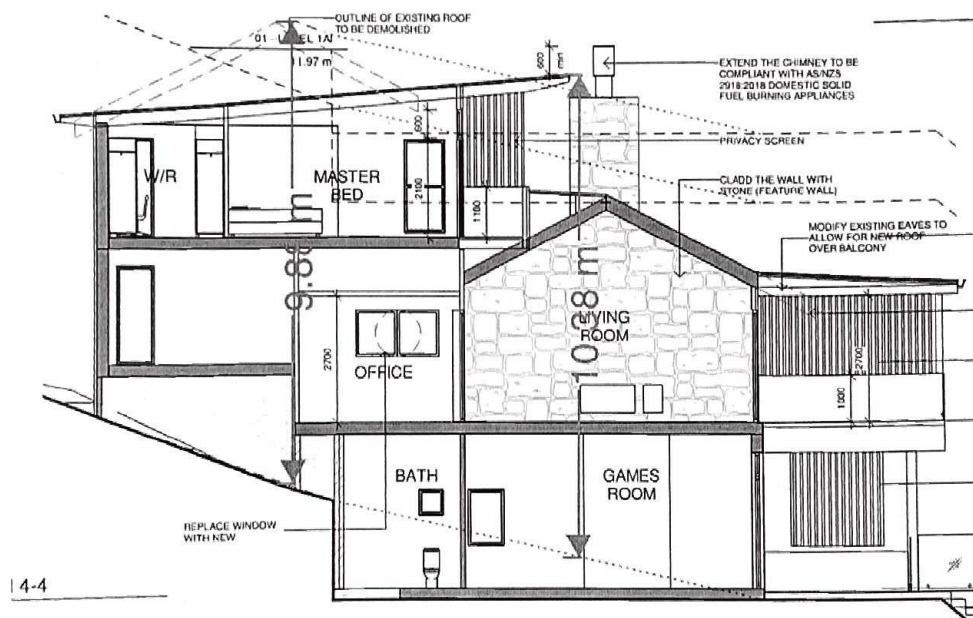 OUTLINE OF EXISTING ROOF
TO BE DEMOLISHED
11.97 m
600
min
EXTEND THE CHIMNEY TO BE
COMPLIANT WITH AS/NZS
2918:2018 DOMESTIC SOLID
FUEL BURNING APPLIANCES
600
PRIVACY SCREEN
W/R
MASTER
BED
2100
1100
CLADD THE WALL WITH
STONE (FEATURE WALL)
MODIFY EXISTING EAVES TO
ALLOW FOR NEW ROOF
OVER BALCONY
10.38 m
LIVING
ROOM
2700
OFFICE
2700
1000
BATH
GAMES
ROOM
REPLACE WINDOW
WITH NEW
4-4